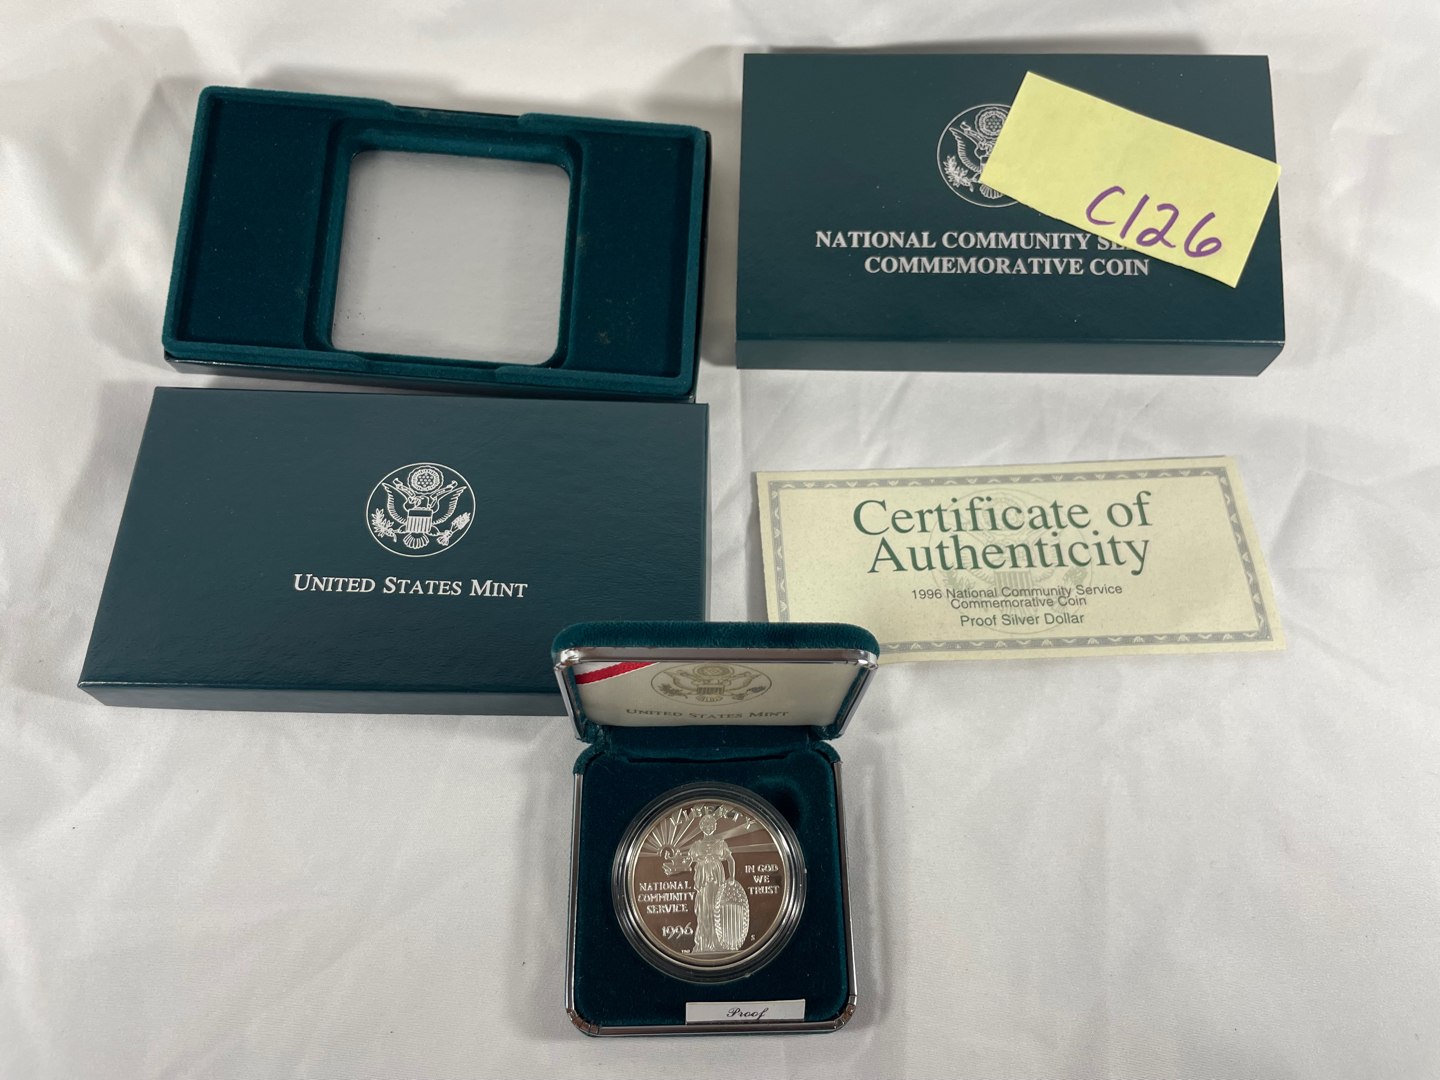 NATIONAL COMMUNITY
COMMEMORATIVE COIN
C126
UNITED STATES MINT
Certificate of
Authenticity
1996 National Community Service
Commemorative Coin
Proof Silver Dollar
UNITED STATES MINT
LIBERTY
NATIONAL
COMMUNITY
SERVICE
1996
IN GOD
WE
TRUST
S
Proof